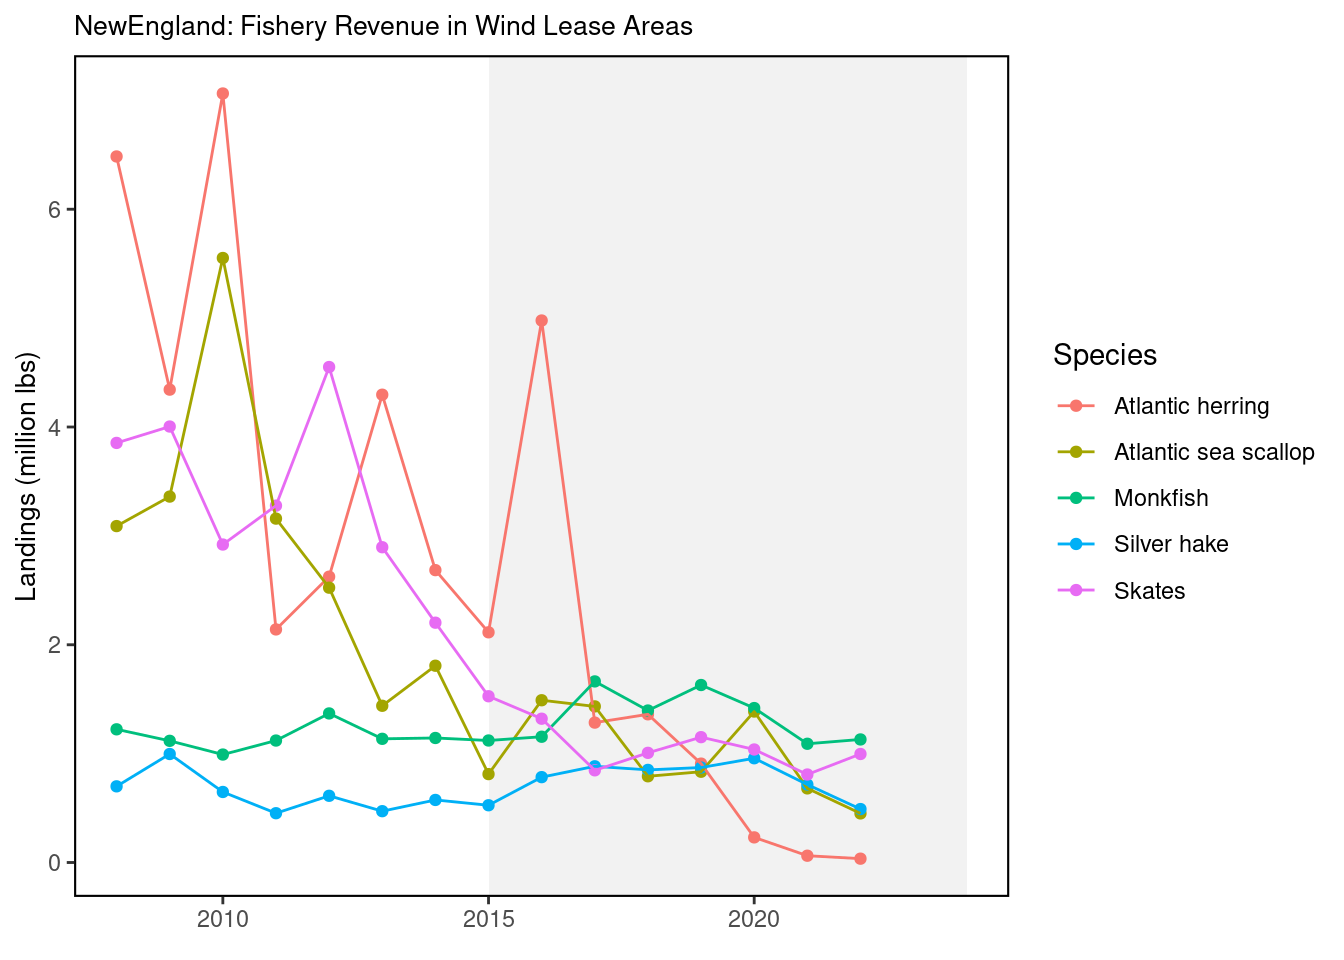 NewEngland: Fishery Revenue in Wind Lease Areas
Landings (million lbs)
6
4
2
0
2010
2015
2020
Species
Atlantic herring
Atlantic sea scallop
Monkfish
Silver hake
Skates